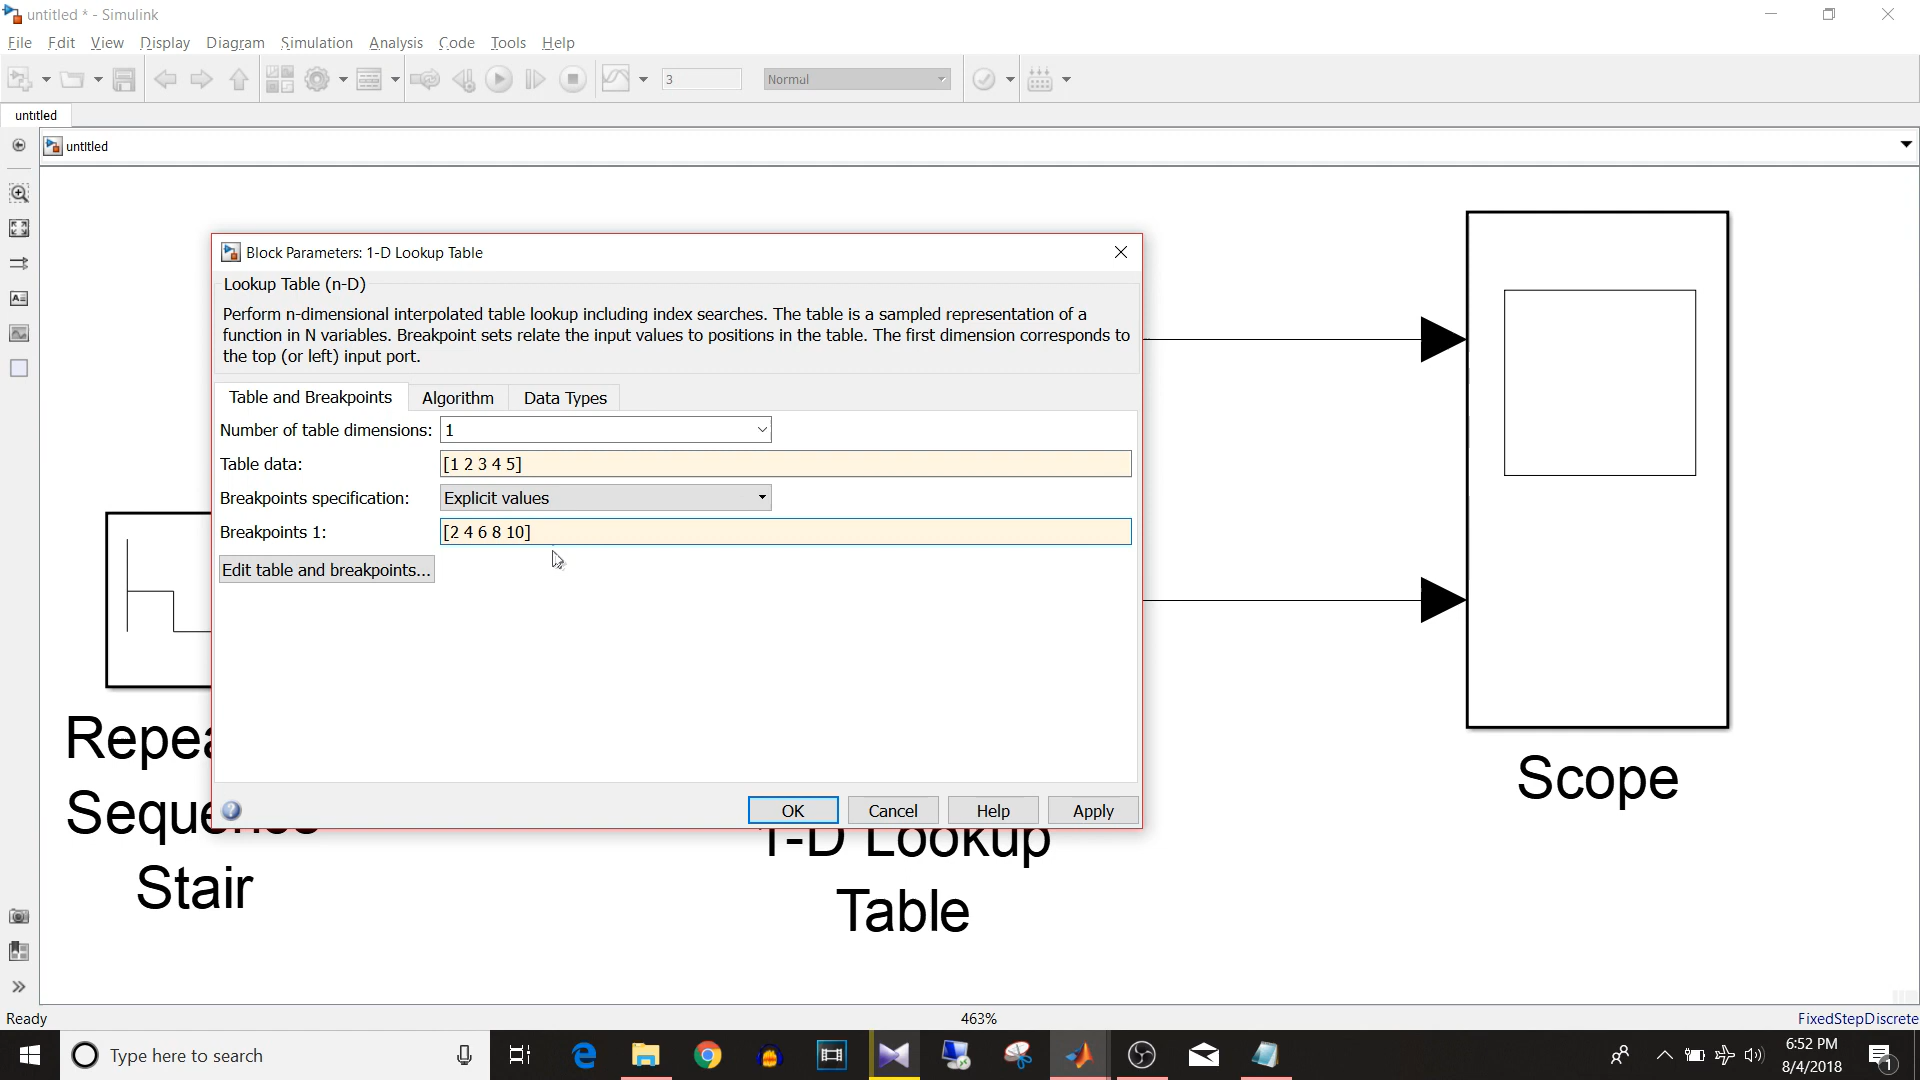 untitled * - Simulink
File Edit View Display Diagram Simulation Analysis Code Tools Help
3 Normal
untitled
untitled
Block Parameters: 1-D Lookup Table
Lookup Table (n-D)
Perform n-dimensional interpolated table lookup including index searches. The table is a sampled representation of a
function in N variables. Breakpoint sets relate the input values to positions in the table. The first dimension corresponds to
the top (or left) input port.
Table and Breakpoints Algorithm Data Types
Number of table dimensions: 1
Table data: [1 2 3 4 5]
Breakpoints specification: Explicit values
Breakpoints 1: [2 4 6 8 10]
Edit table and breakpoints...
OK Cancel Help Apply
Scope
Stair
1-D Lookup
Table
Ready 463% FixedStepDiscrete
Type here to search
6:52 PM
8/4/2018
1